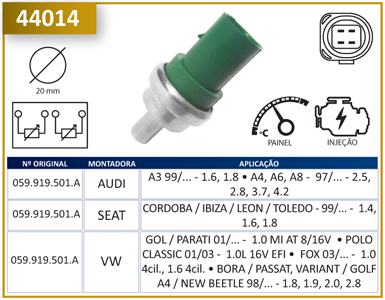 44014
20 mm
°C
PAINEL
INJEÇÃO
Nº ORIGINAL MONTADORA APLICAÇÃO
059.919.501.A AUDI A3 99/... - 1.6, 1.8 • A4, A6, A8 - 97/... - 2.5,
2.8, 3.7, 4.2
059.919.501.A SEAT CORDOBA / IBIZA / LEON / TOLEDO - 99/... - 1.4,
1.6, 1.8
059.919.501.A VW GOL / PARATI 01/... - 1.0 MI AT 8/16V • POLO
CLASSIC 01/03 - 1.0L 16V EFI • FOX 03/... - 1.0
4cil., 1.6 4cil. • BORA / PASSAT, VARIANT / GOLF
A4 / NEW BEETLE 98/... - 1.8, 1.9, 2.0, 2.8